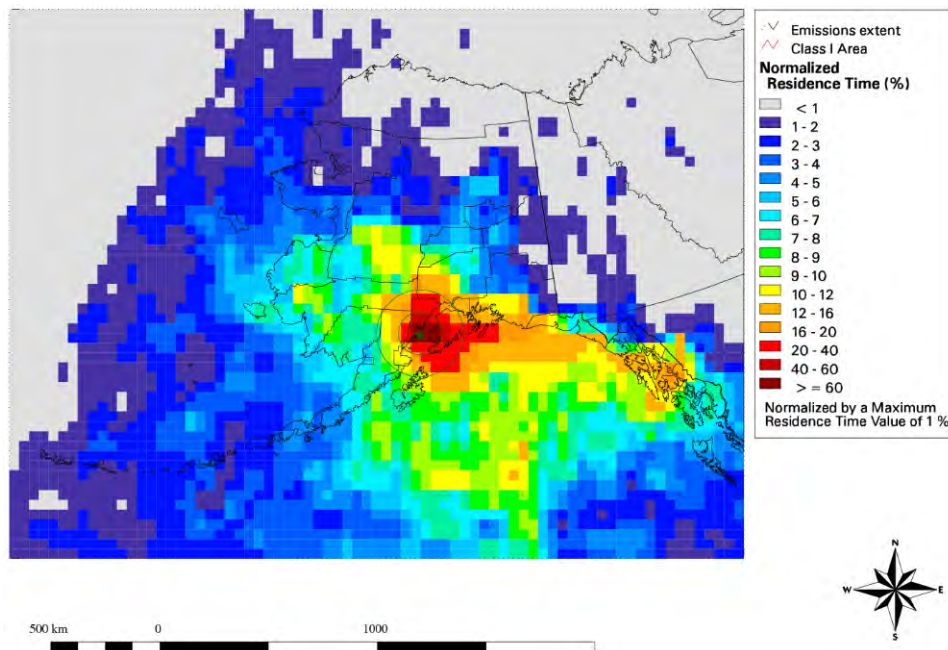 Emissions extent
Class I Area
Normalized
Residence Time (%)
< 1
1 - 2
2 - 3
3 - 4
4 - 5
5 - 6
6 - 7
7 - 8
8 - 9
9 - 10
10 - 12
12 - 16
16 - 20
20 - 40
40 - 60
> = 60
Normalized by a Maximum
Residence Time Value of 1 %
N
W E
S
500 km 0 1000